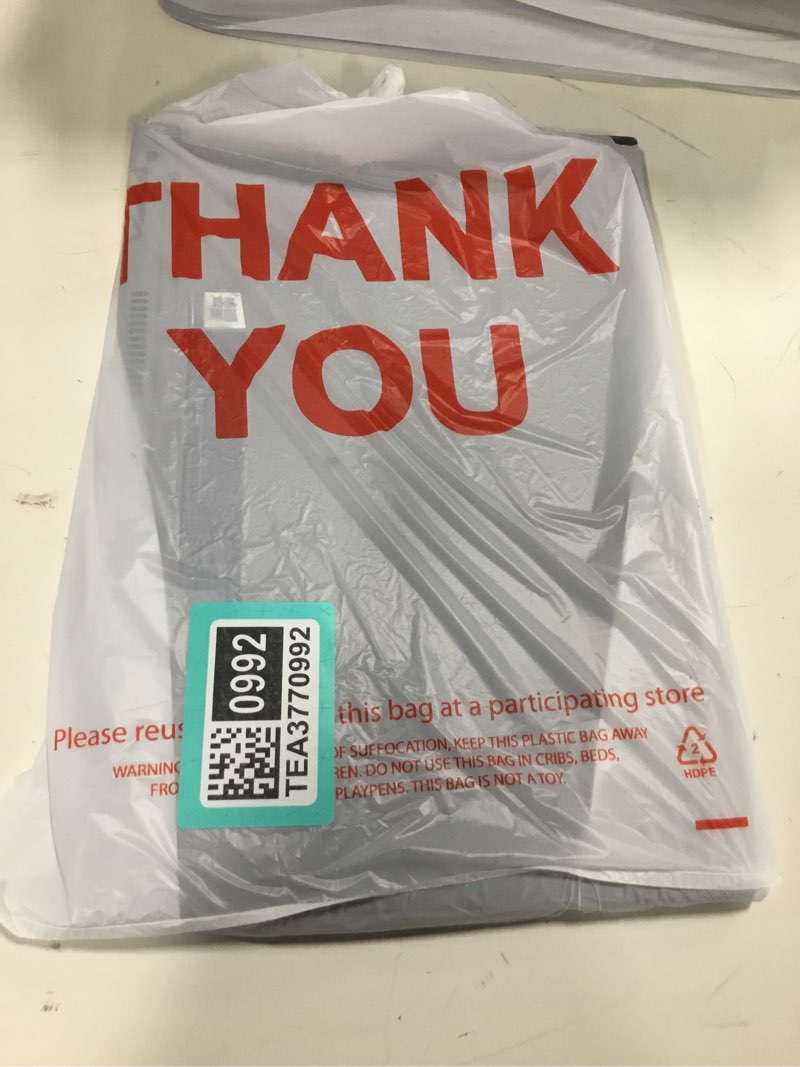 THANK
YOU
0992
TEA3770992
Please reus this bag at a participating store
WARNING OF SUFFOCATION, KEEP THIS PLASTIC BAG AWAY
FRO REN. DO NOT USE THIS BAG IN CRIBS, BEDS,
PLAYPENS. THIS BAG IS NOT A TOY.
2
HDPE